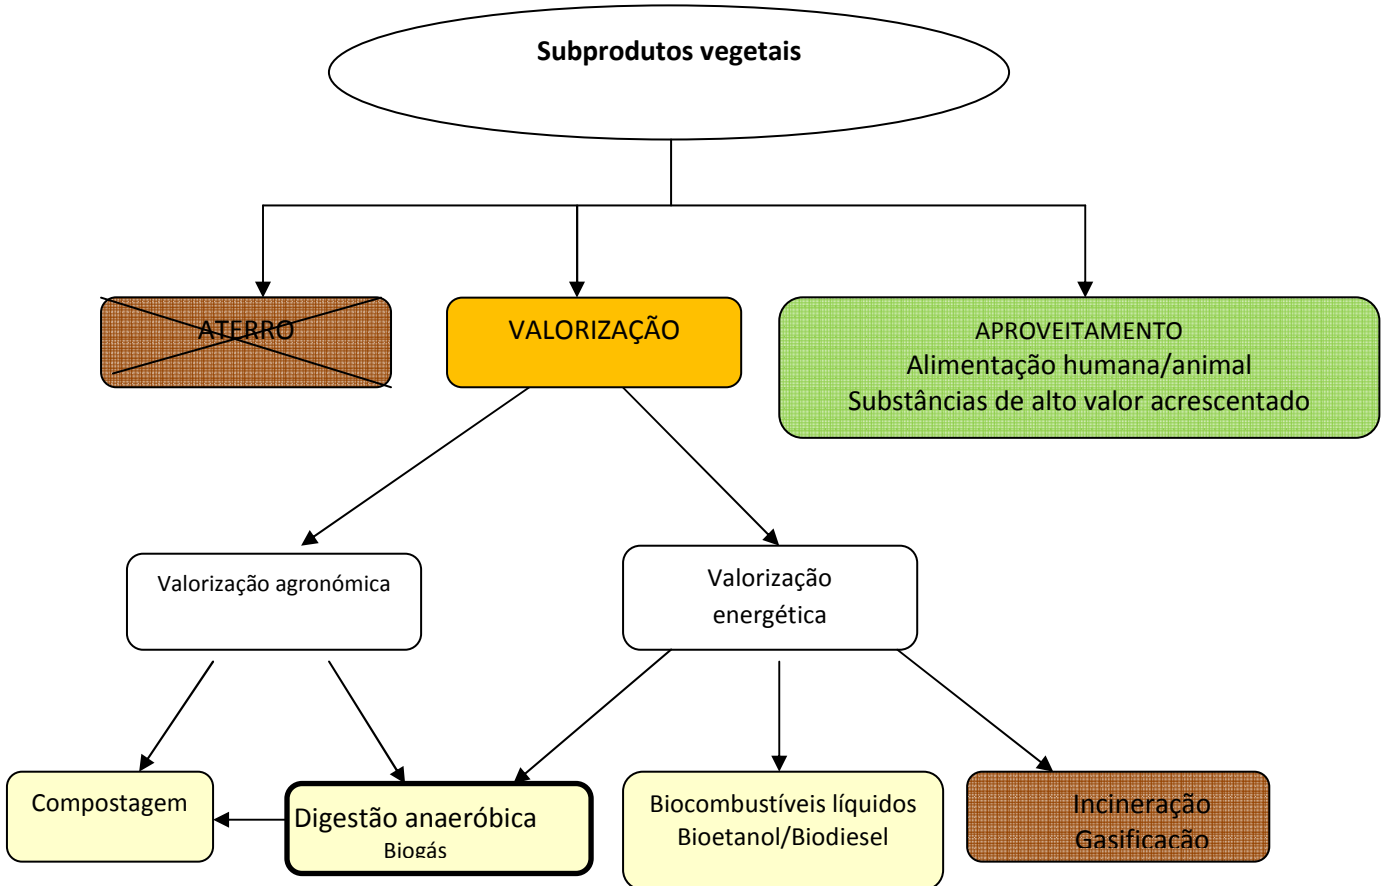 Subprodutos vegetais
ATERRO
VALORIZAÇÃO
APROVEITAMENTO
Alimentação humana/animal
Substâncias de alto valor acrescentado
Valorização agronómica
Valorização
energética
Compostagem
Digestão anaeróbica
Biogás
Biocombustíveis líquidos
Bioetanol/Biodiesel
Incineração
Gasificação